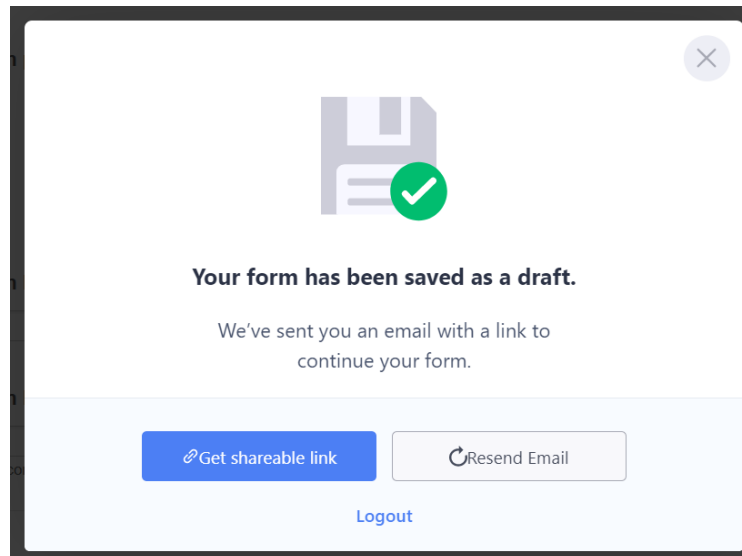 Your form has been saved as a draft.
We’ve sent you an email with a link to
continue your form.
Get shareable link
Resend Email
Logout